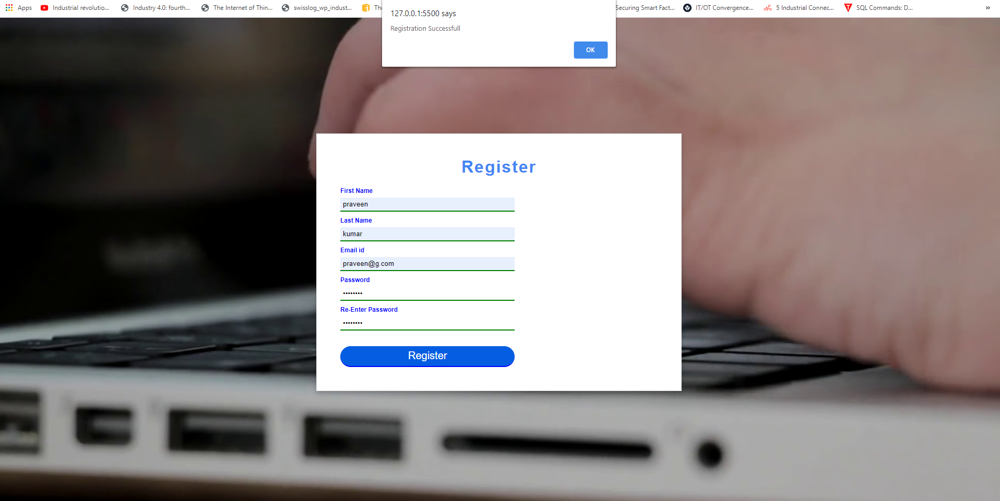 Apps Industrial revolutio... Industry 4.0: fourth... The Internet of Thin... swisslog_wp_indust... The Securing Smart Fact... IT/OT Convergence... 5 Industrial Connec... SQL Commands: D... »
127.0.0.1:5500 says
Registration Successfull
OK
Register
First Name
praveen
Last Name
kumar
Email id
praveen@g.com
Password
••••••••
Re-Enter Password
••••••••
Register